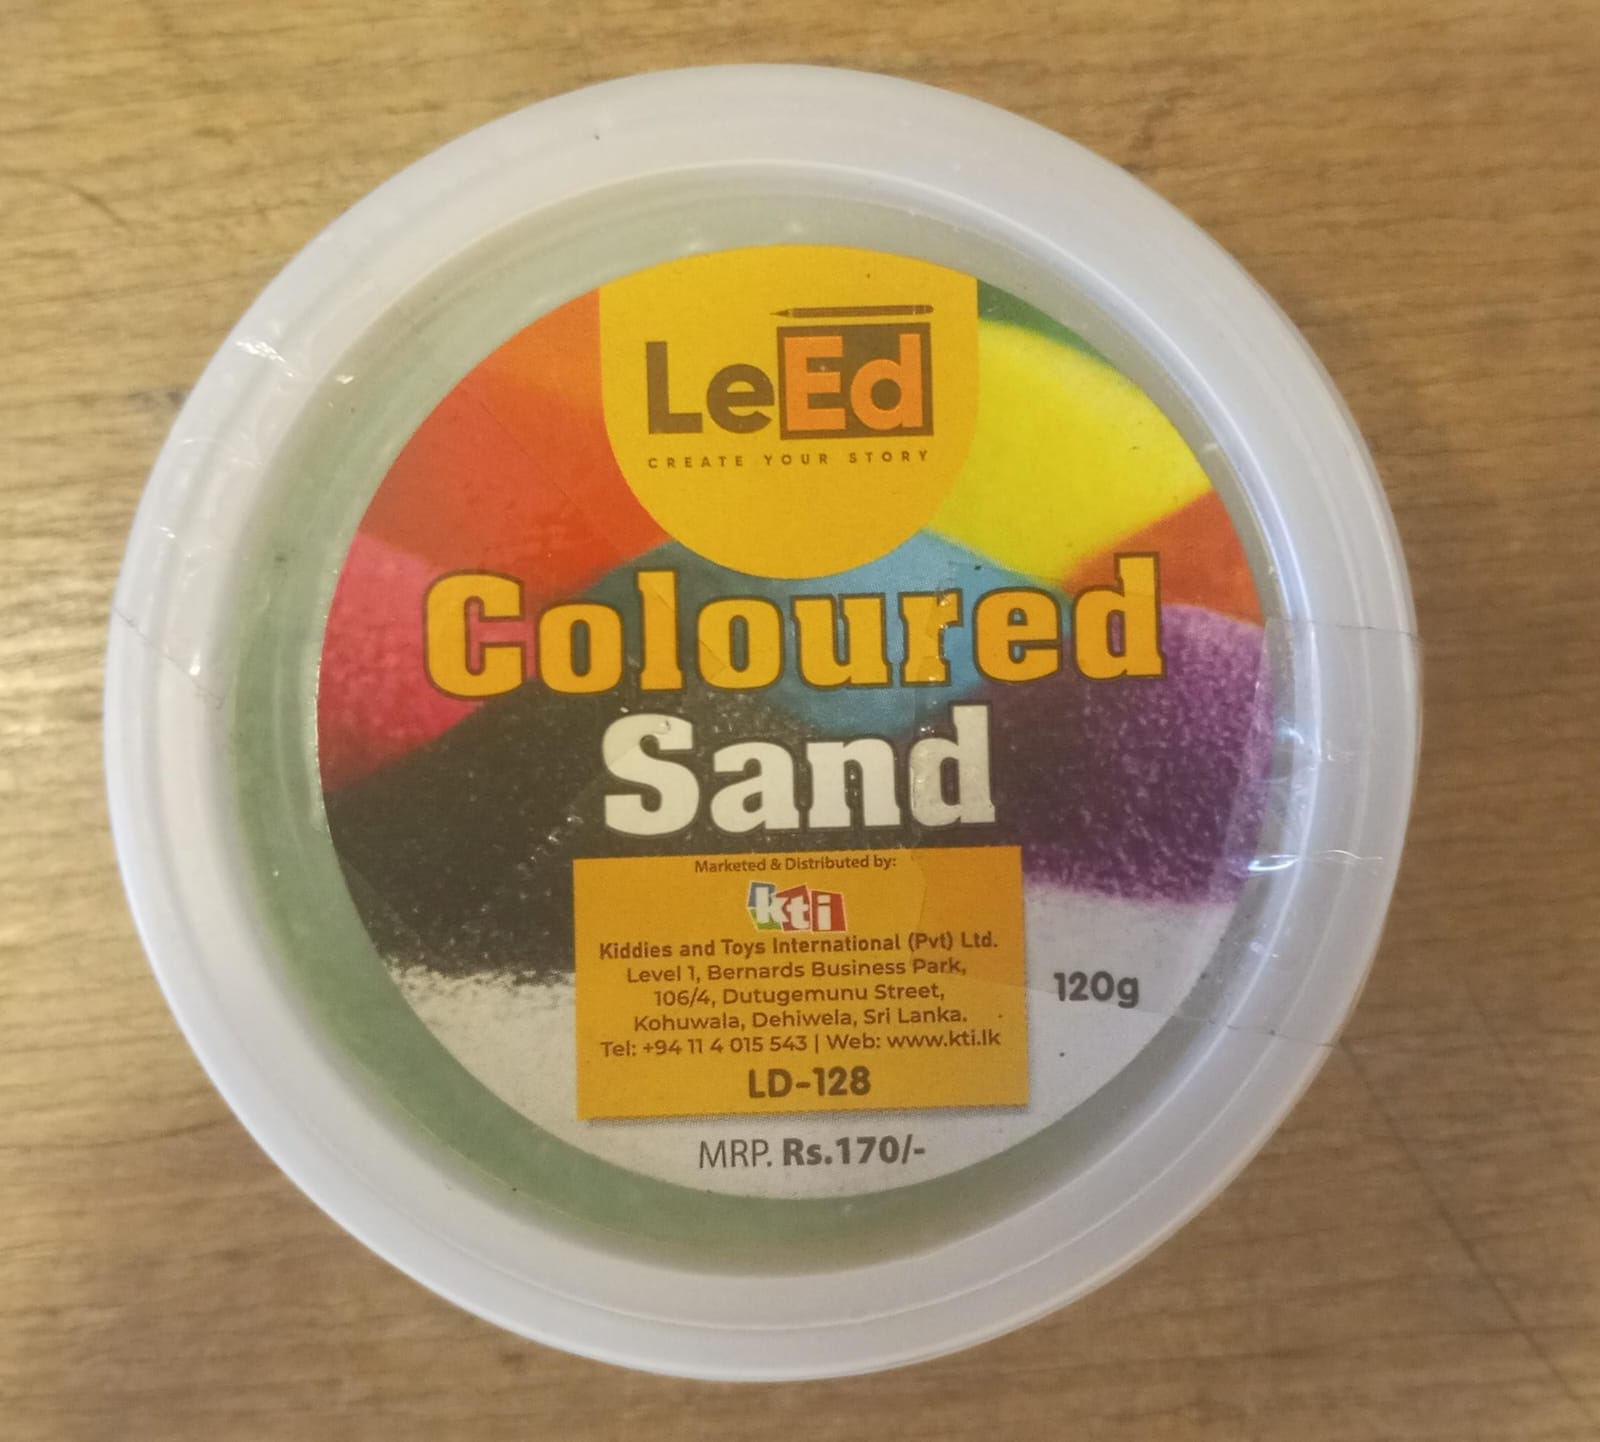 LeEd
CREATE YOUR STORY
Coloured
Sand
Marketed & Distributed by:
kti
Kiddies and Toys International (Pvt) Ltd.
Level 1, Bernards Business Park,
106/4, Dutugemunu Street,
Kohuwala, Dehiwela, Sri Lanka.
Tel: +94 11 4 015 543 | Web: www.kti.lk
LD-128
120g
MRP. Rs.170/-